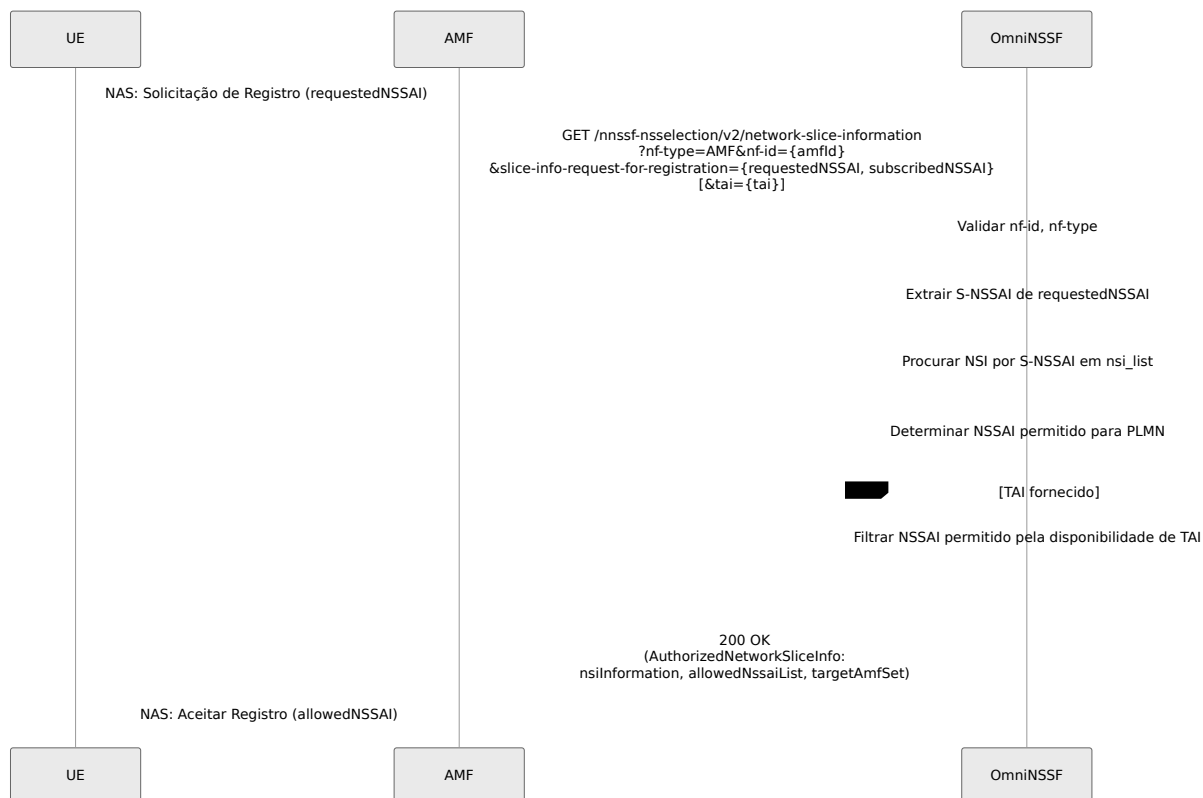 UE
AMF
OmniNSSF
NAS: Solicitação de Registro (requestedNSSAI)
GET /nnssf-nsselection/v2/network-slice-information
?nf-type=AMF&nf-id={amfId}
&slice-info-request-for-registration={requestedNSSAI, subscribedNSSAI}
[&tai={tai}]
Validar nf-id, nf-type
Extrair S-NSSAI de requestedNSSAI
Procurar NSI por S-NSSAI em nsi_list
Determinar NSSAI permitido para PLMN
[TAI fornecido]
Filtrar NSSAI permitido pela disponibilidade de TAI
200 OK
(AuthorizedNetworkSliceInfo:
nsiInformation, allowedNssaiList, targetAmfSet)
NAS: Aceitar Registro (allowedNSSAI)
UE
AMF
OmniNSSF